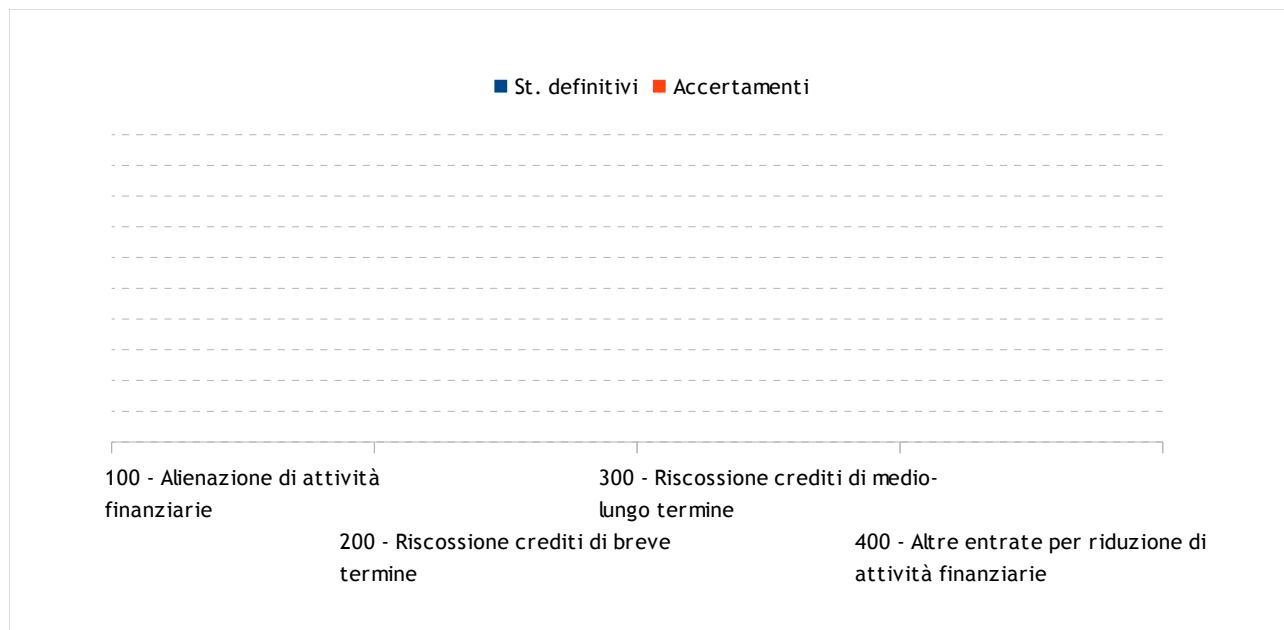 St. definitivi Accertamenti
100 - Alienazione di attività
finanziarie
200 - Riscossione crediti di breve
termine
300 - Riscossione crediti di medio-
lungo termine
400 - Altre entrate per riduzione di
attività finanziarie